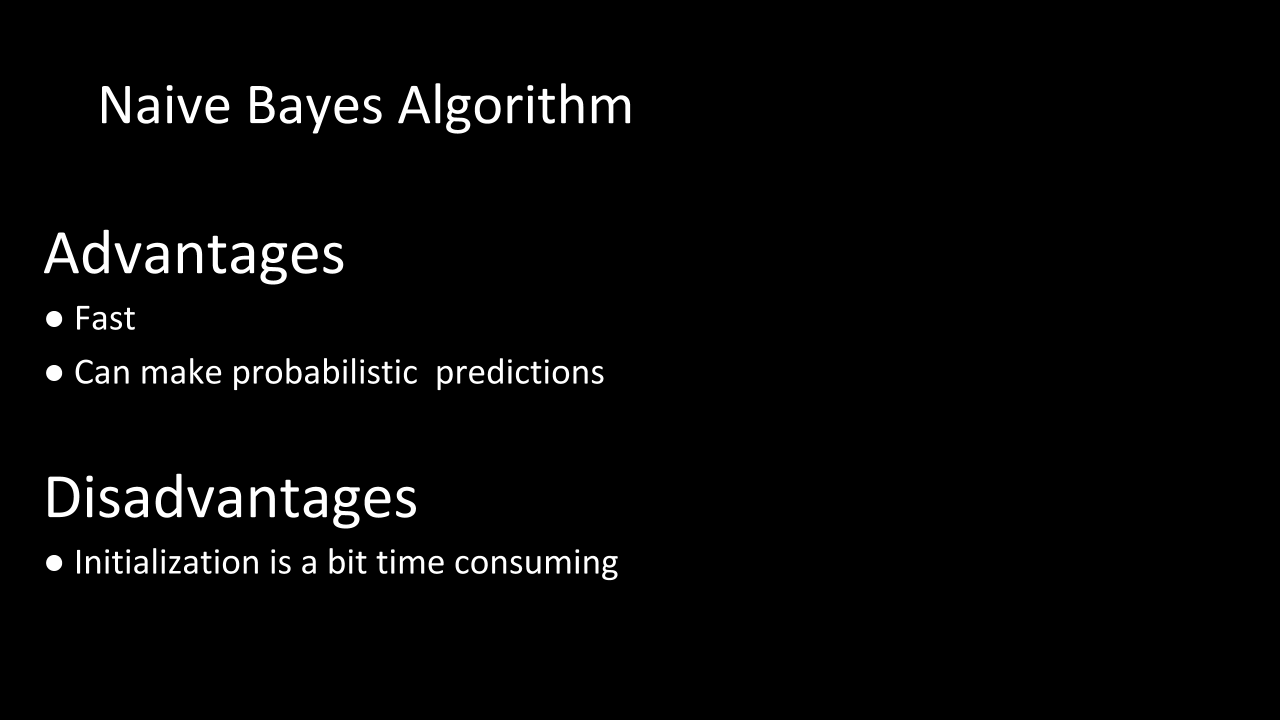 Naive Bayes Algorithm
Advantages
● Fast
● Can make probabilistic  predictions
Disadvantages
● Initialization is a bit time consuming